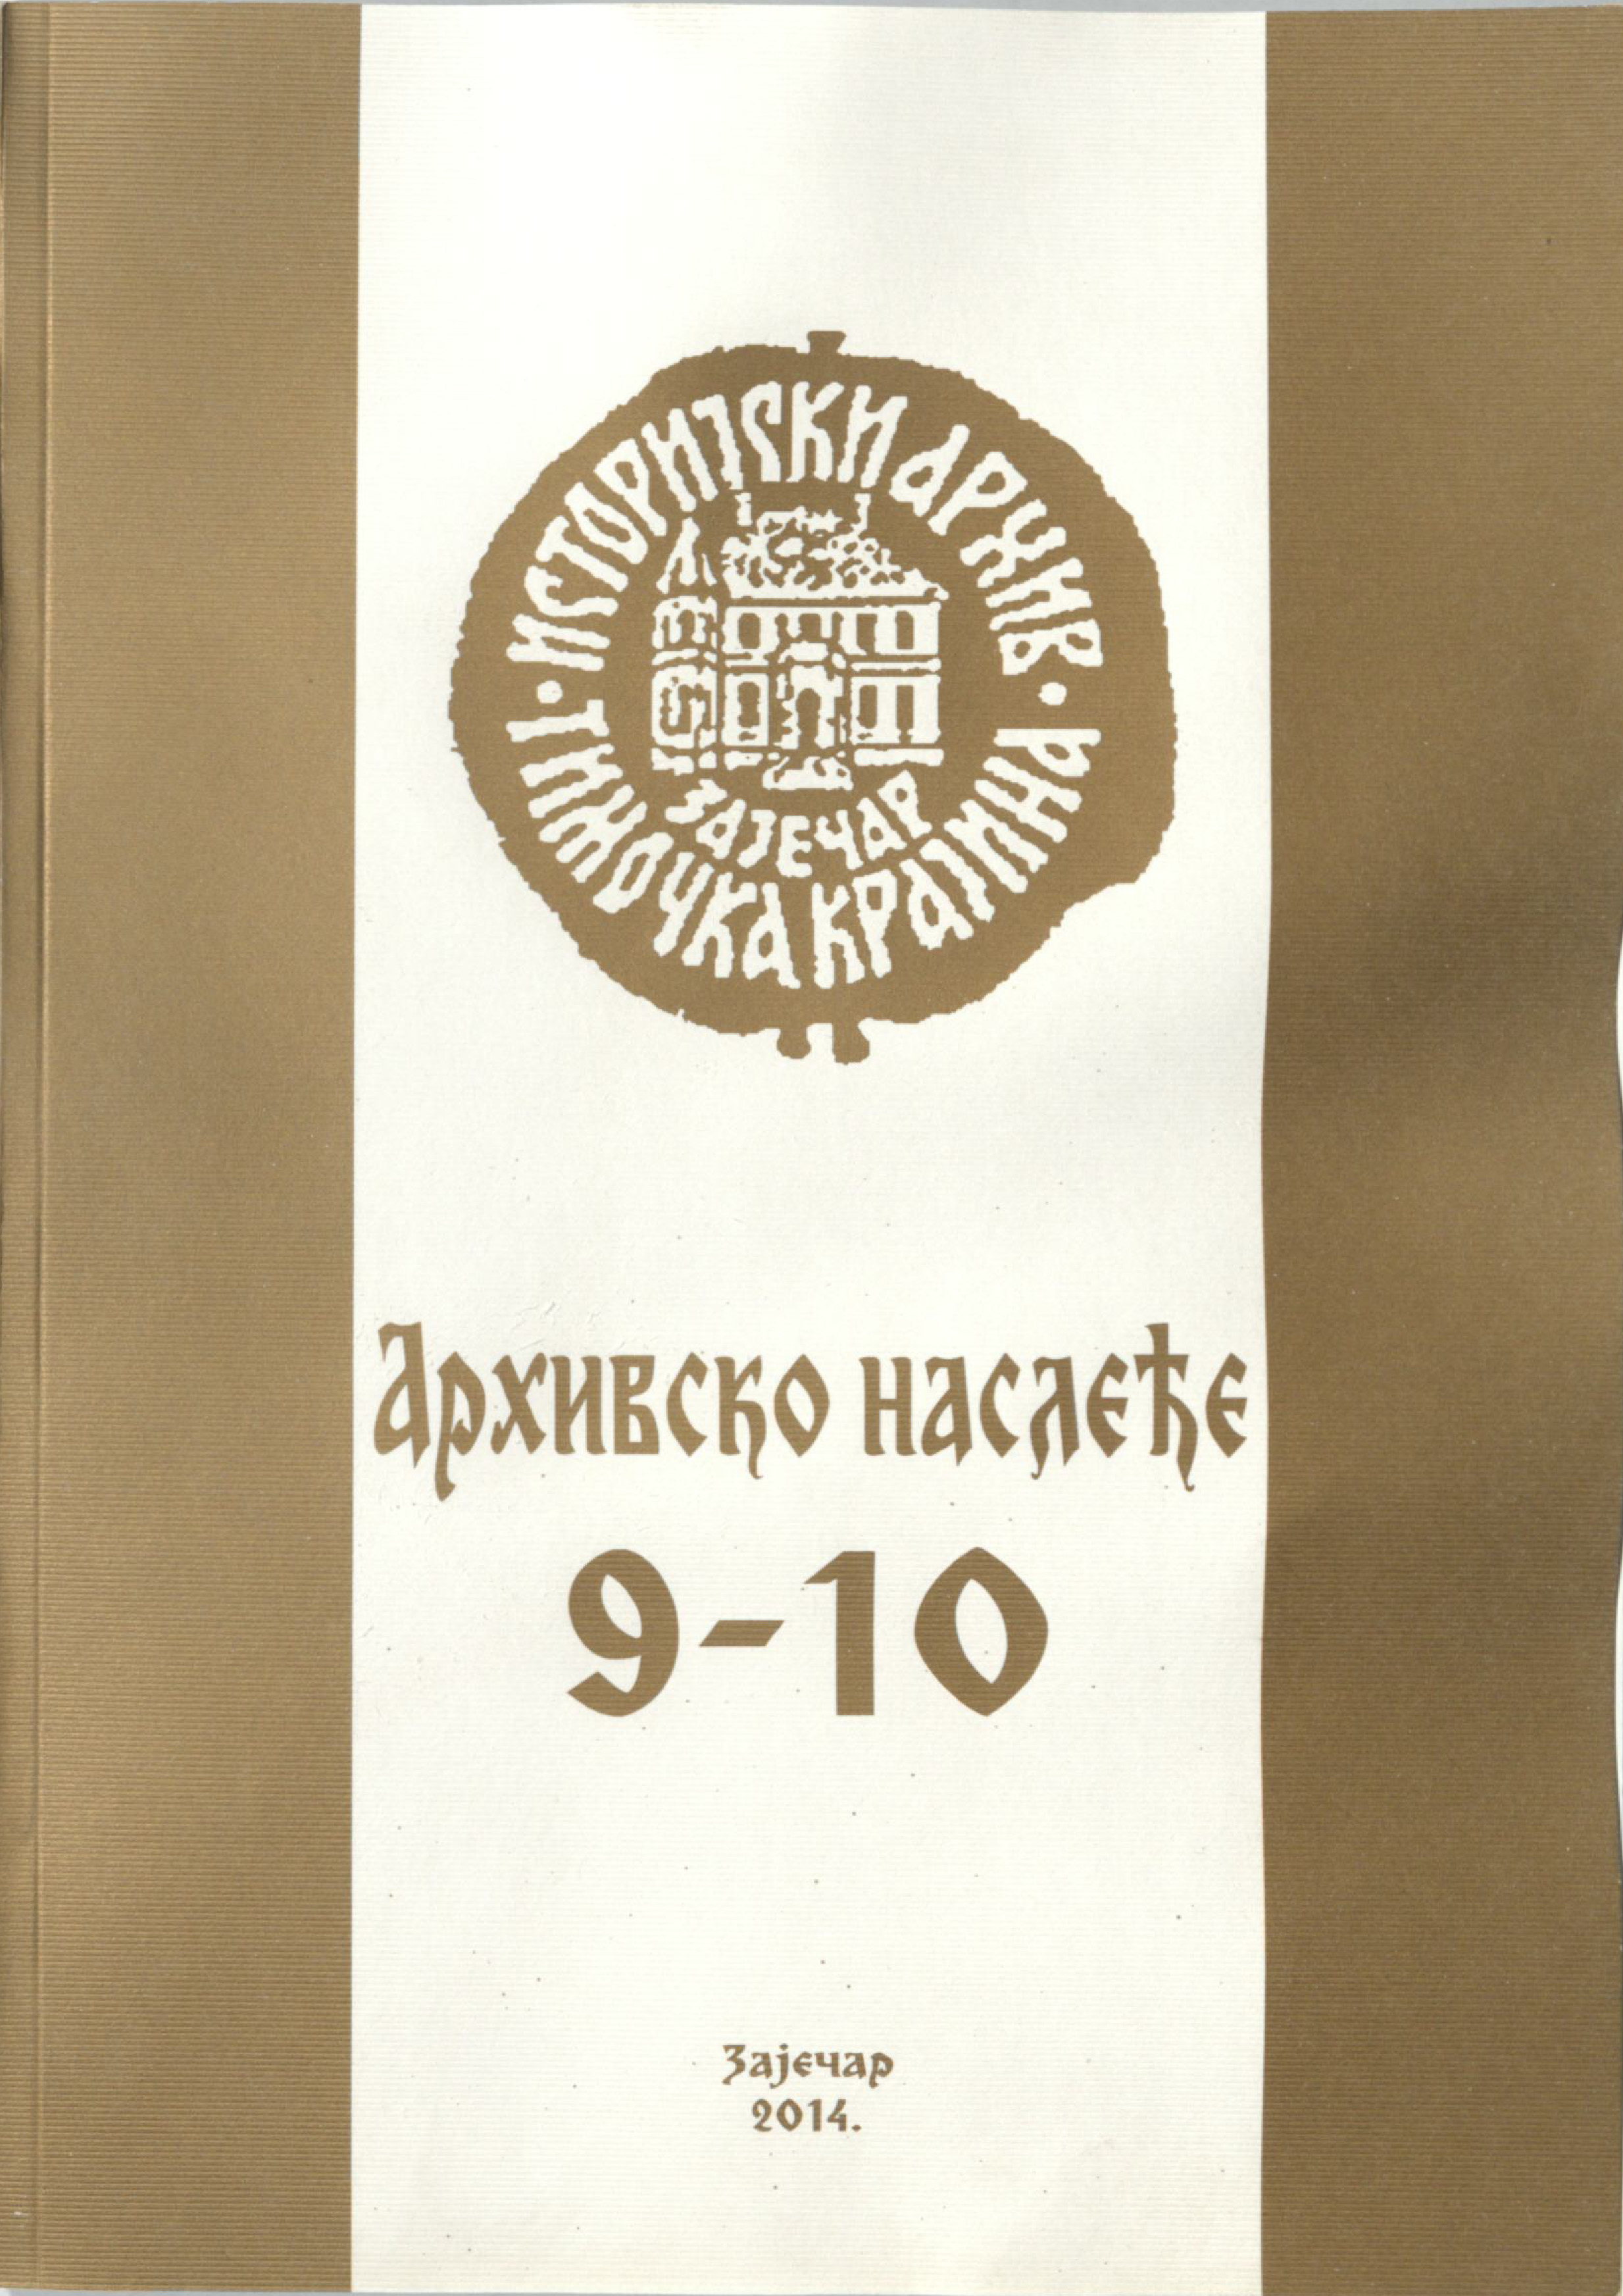 ИСТОРИЈСКИ АРХИВ
ТИМОЧКА КРАЈИНА
ЗАЈЕЧАР
Архивско наслеђе
9-10
Зајечар
2014.